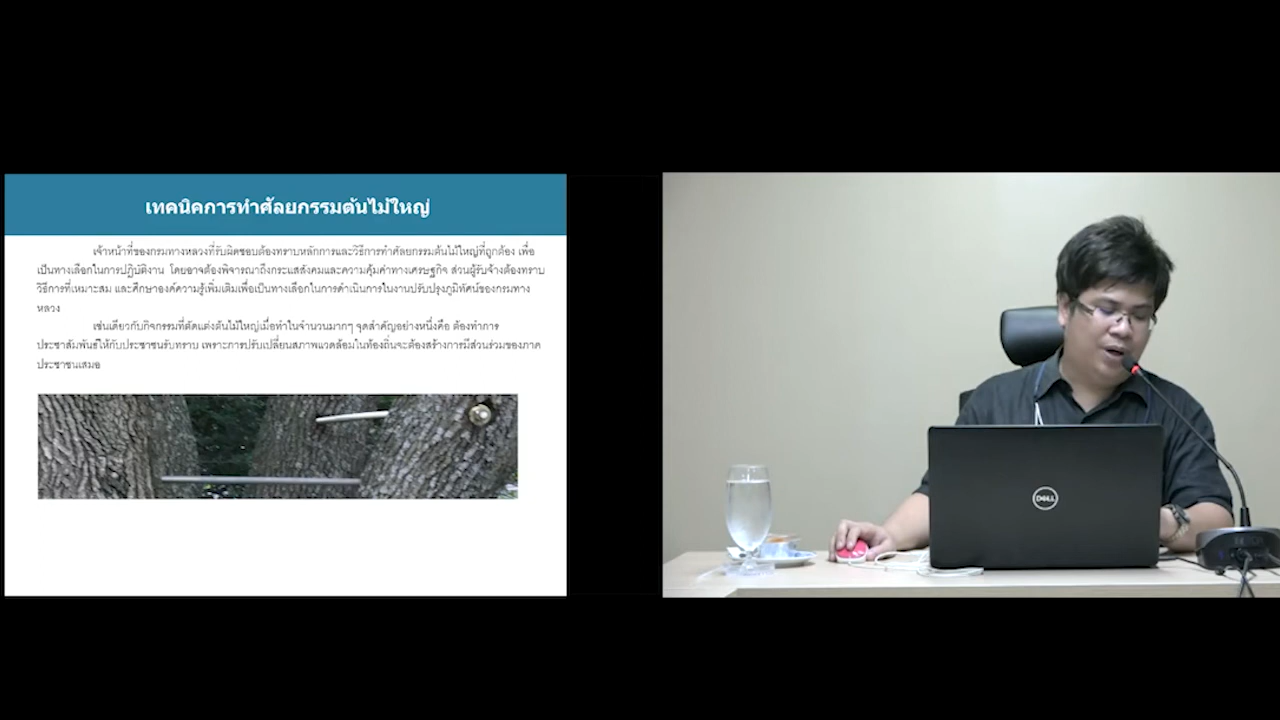 เทคนิคการทำศัลยกรรมต้นไม้ใหญ่
เจ้าหน้าที่ของกรมทางหลวงที่รับผิดชอบต้องทราบหลักการและวิธีการทำศัลยกรรมต้นไม้ใหญ่ที่ถูกต้อง เพื่อ
เป็นทางเลือกในการปฏิบัติงาน โดยอาจต้องพิจารณาถึงกระแสสังคมและความคุ้มค่าทางเศรษฐกิจ ส่วนผู้รับจ้างต้องทราบ
วิธีการที่เหมาะสม และศึกษาองค์ความรู้เพิ่มเติมเพื่อเป็นทางเลือกในการดำเนินการในงานปรับปรุงภูมิทัศน์ของกรมทาง
หลวง
เช่นเดียวกับกิจกรรมที่ตัดแต่งต้นไม้ใหญ่เมื่อทำในจำนวนมากๆ จุดสำคัญอย่างหนึ่งคือ ต้องทำการ
ประชาสัมพันธ์ให้กับประชาชนรับทราบ เพราะการปรับเปลี่ยนสภาพแวดล้อมในท้องถิ่นจะต้องสร้างการมีส่วนร่วมของภาค
ประชาชนเสมอ
DELL